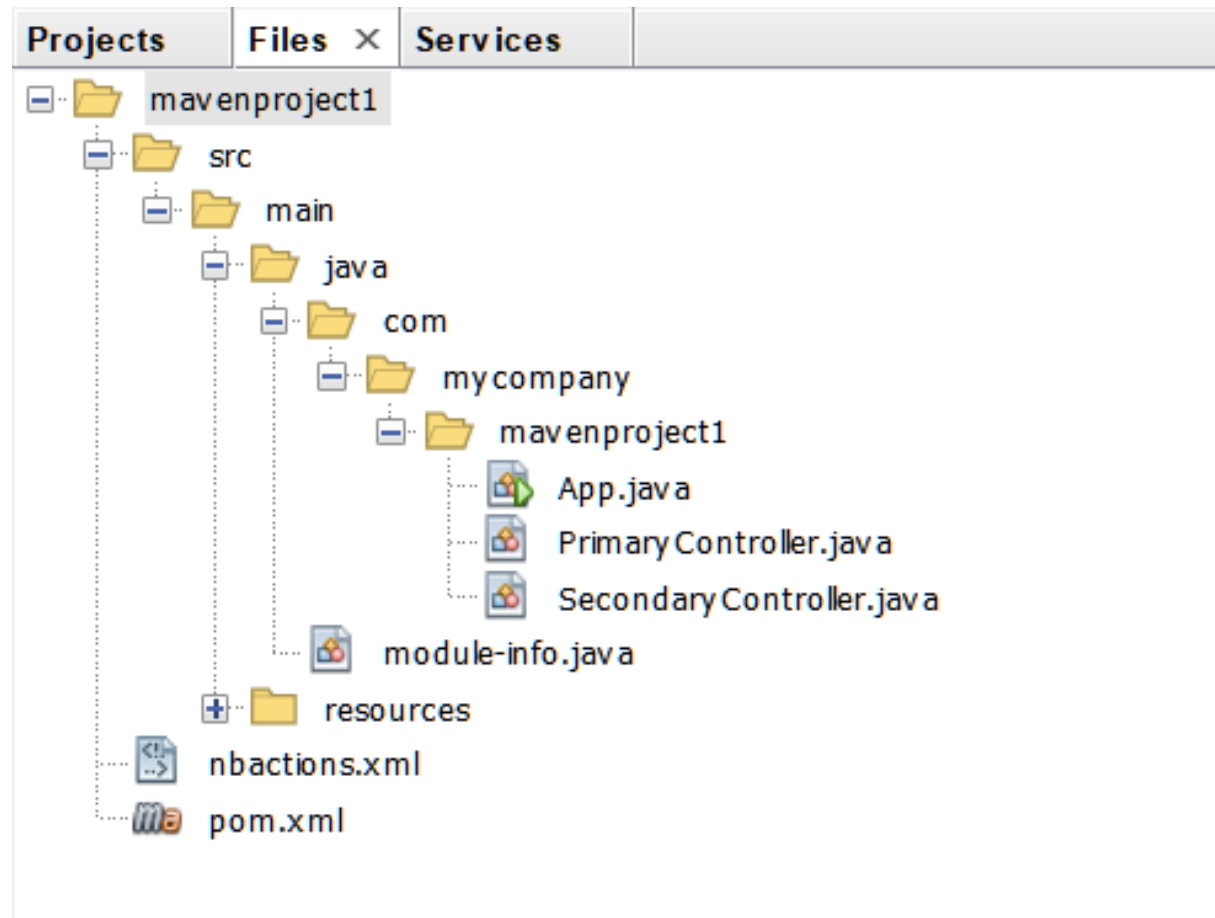 Projects Files Services
mavenproject1
src
main
java
com
mycompany
mavenproject1
App.java
PrimaryController.java
SecondaryController.java
module-info.java
resources
nbactions.xml
pom.xml